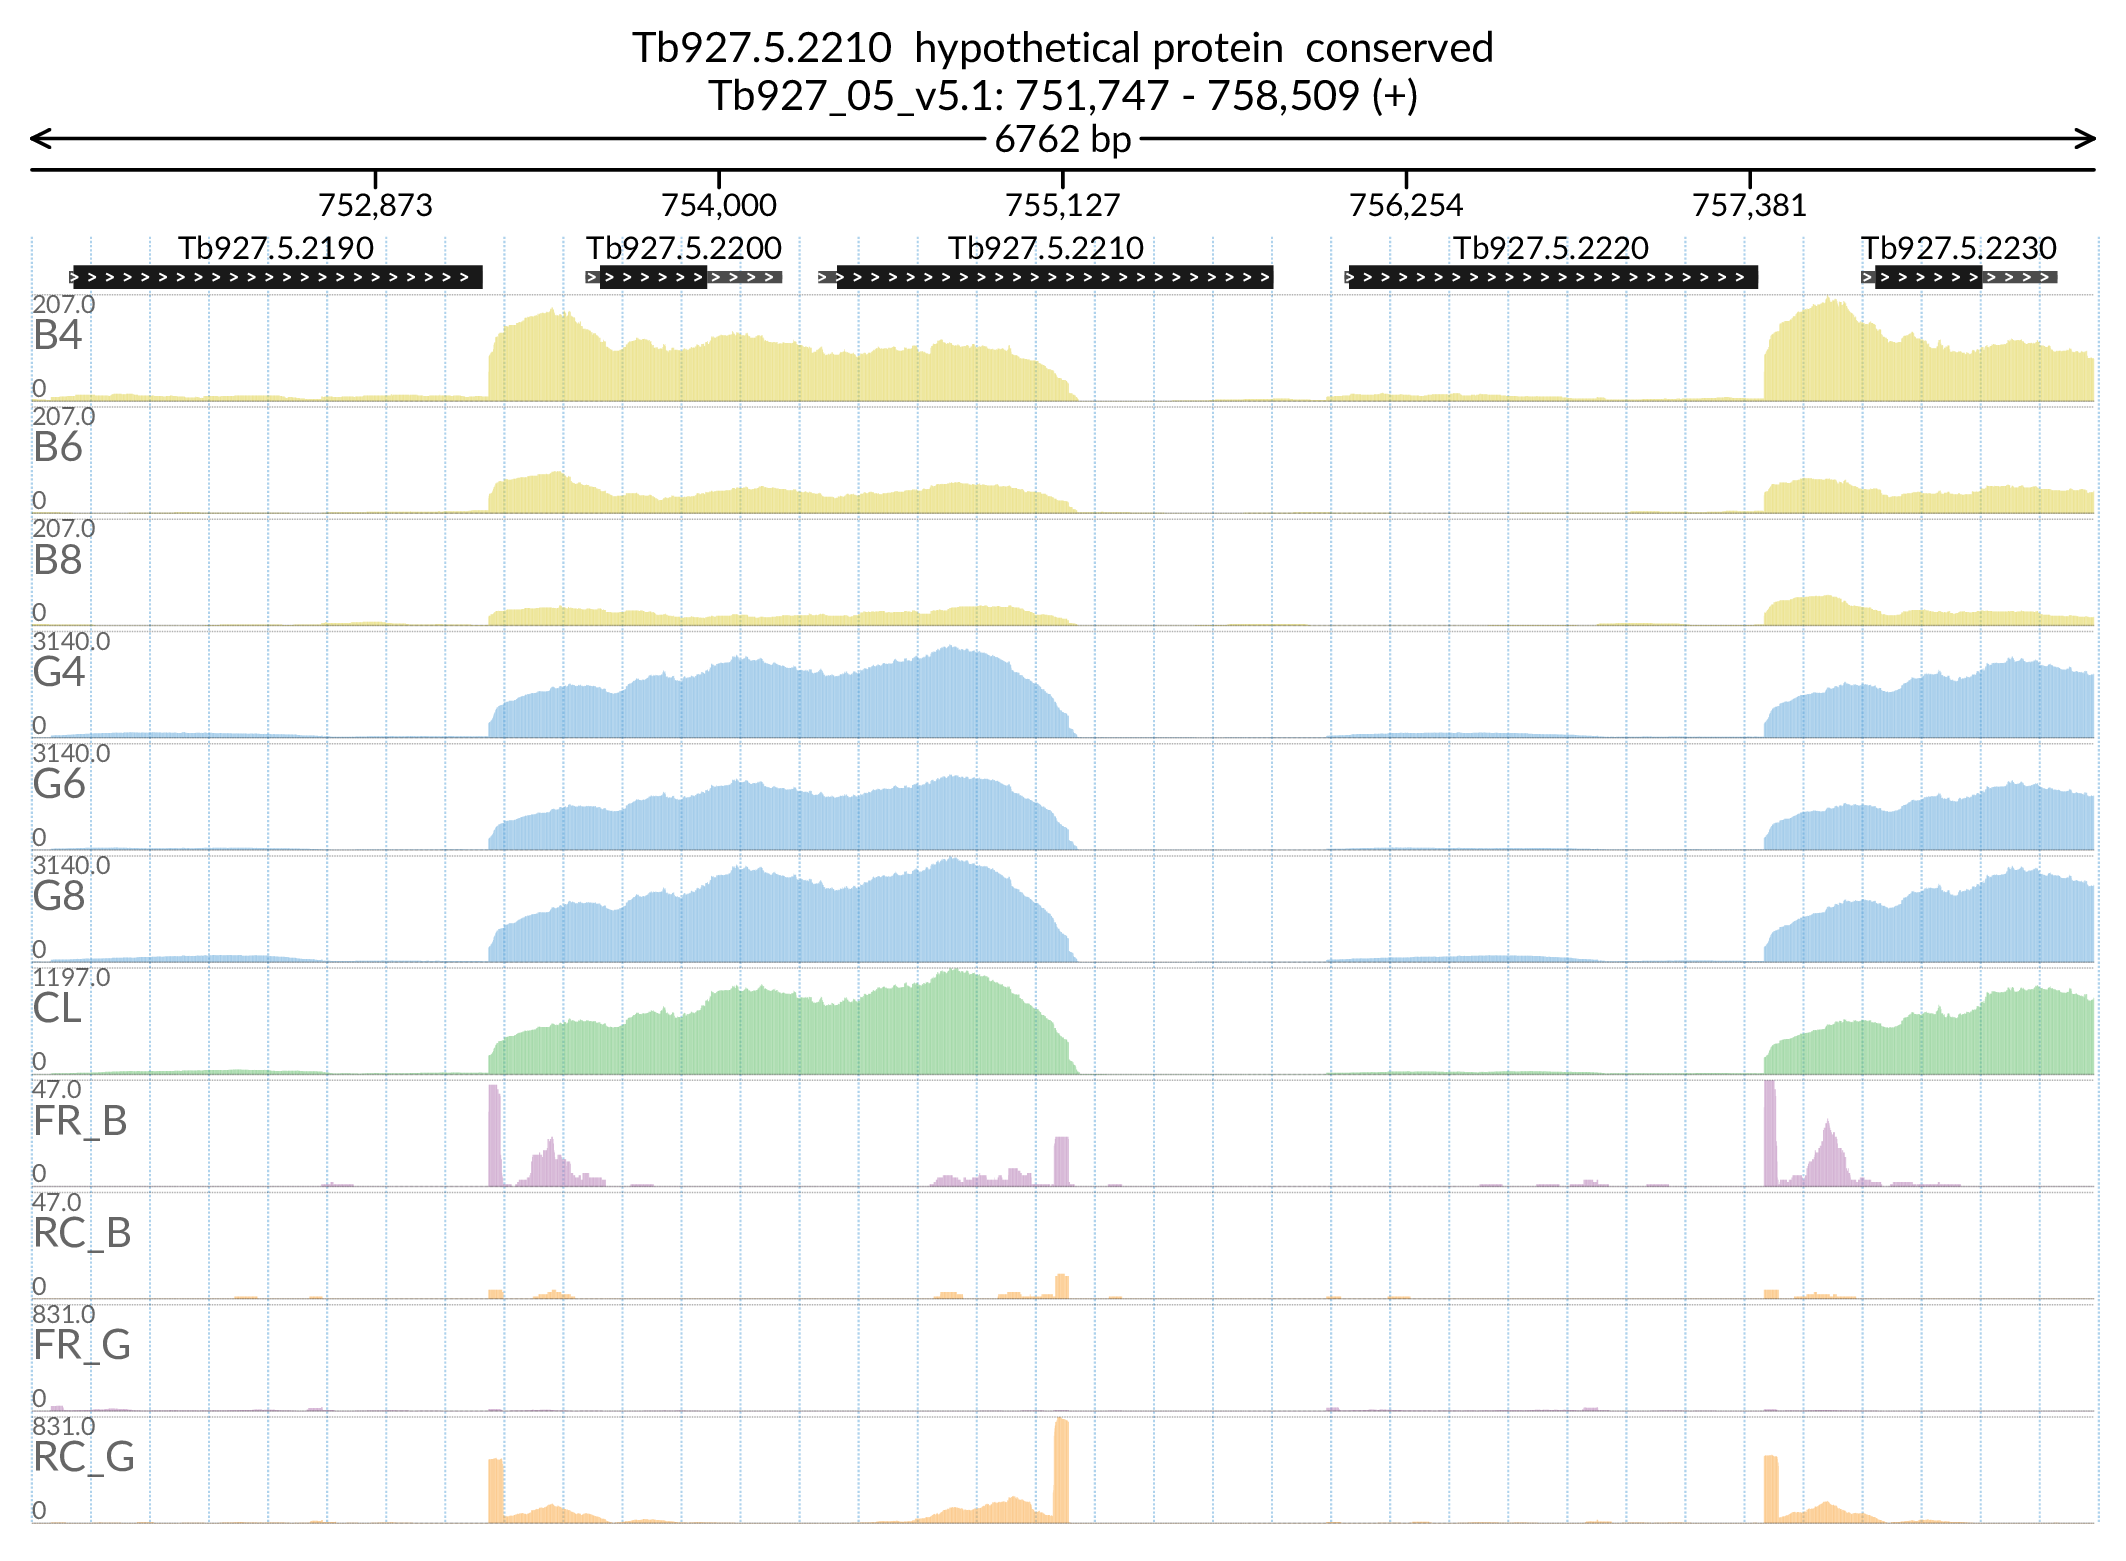 Tb927.5.2210  hypothetical protein  conserved
Tb927_05_v5.1: 751,747 - 758,509 (+)
6762 bp
752,873 754,000 755,127 756,254 757,381
Tb927.5.2190 Tb927.5.2200 Tb927.5.2210 Tb927.5.2220 Tb927.5.2230
207.0
B4
0
207.0
B6
0
207.0
B8
0
3140.0
G4
0
3140.0
G6
0
3140.0
G8
0
1197.0
CL
0
47.0
FR_B
0
47.0
RC_B
0
831.0
FR_G
0
831.0
RC_G
0